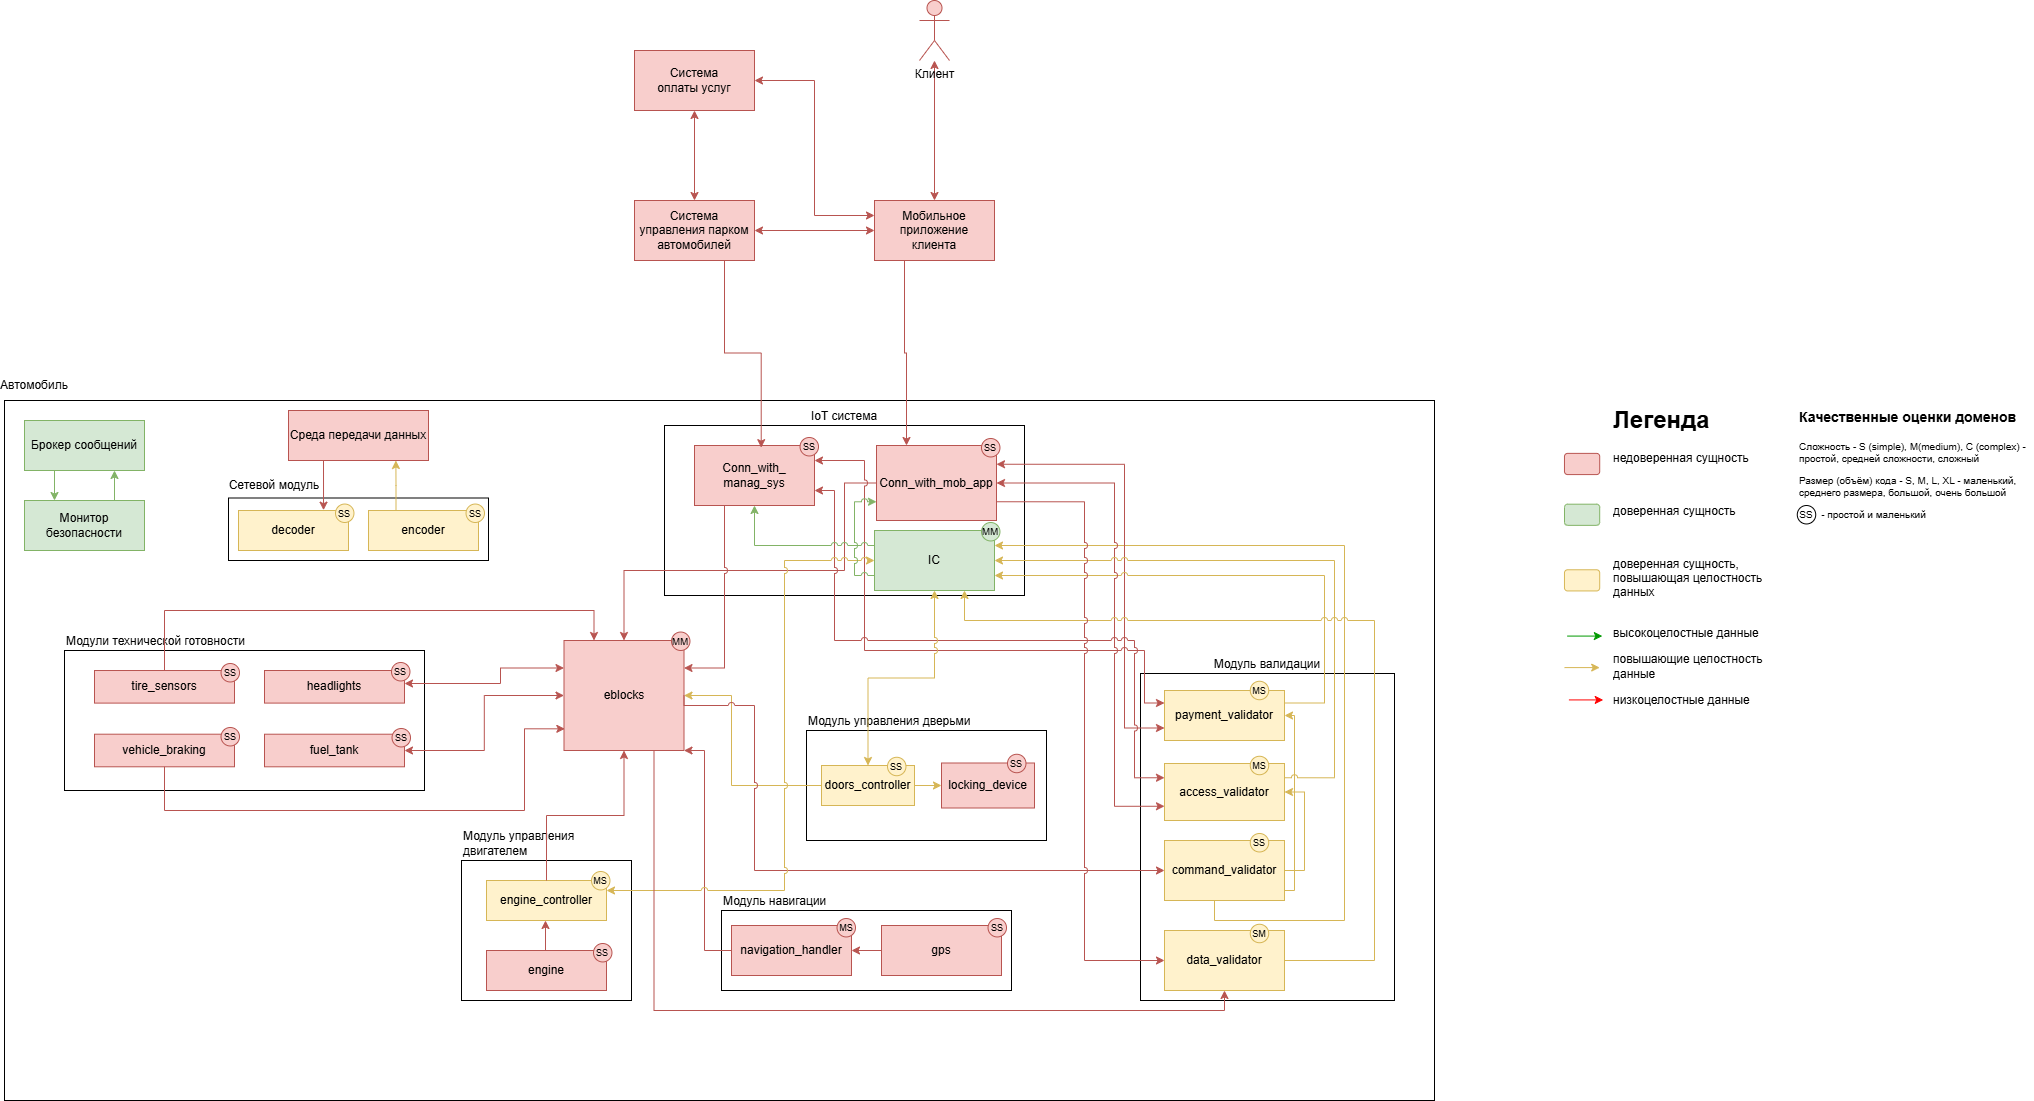 Клиент
Система
оплаты услуг
Система
управления парком
автомобилей
Мобильное
приложение
клиента
Автомобиль
Брокер сообщений
Монитор
безопасности
Среда передачи данных
Сетевой модуль
decoder
SS
encoder
SS
IoT система
Conn_with_
manag_sys
SS
Conn_with_mob_app
SS
IC
MM
Модули технической готовности
tire_sensors
SS
headlights
SS
vehicle_braking
SS
fuel_tank
SS
eblocks
MM
Модуль управления дверьми
doors_controller
SS
locking_device
SS
Модуль управления
двигателем
engine_controller
MS
engine
SS
Модуль навигации
navigation_handler
MS
gps
SS
Модуль валидации
payment_validator
MS
access_validator
MS
command_validator
SS
data_validator
SM
Легенда
недоверенная сущность
доверенная сущность
доверенная сущность,
повышающая целостность
данных
высокоцелостные данные
повышающие целостность
данные
низкоцелостные данные
Качественные оценки доменов
Сложность - S (simple), M(medium), C (complex) -
простой, средней сложности, сложный
Размер (объём) кода - S, M, L, XL - маленький,
среднего размера, большой, очень большой
SS - простой и маленький